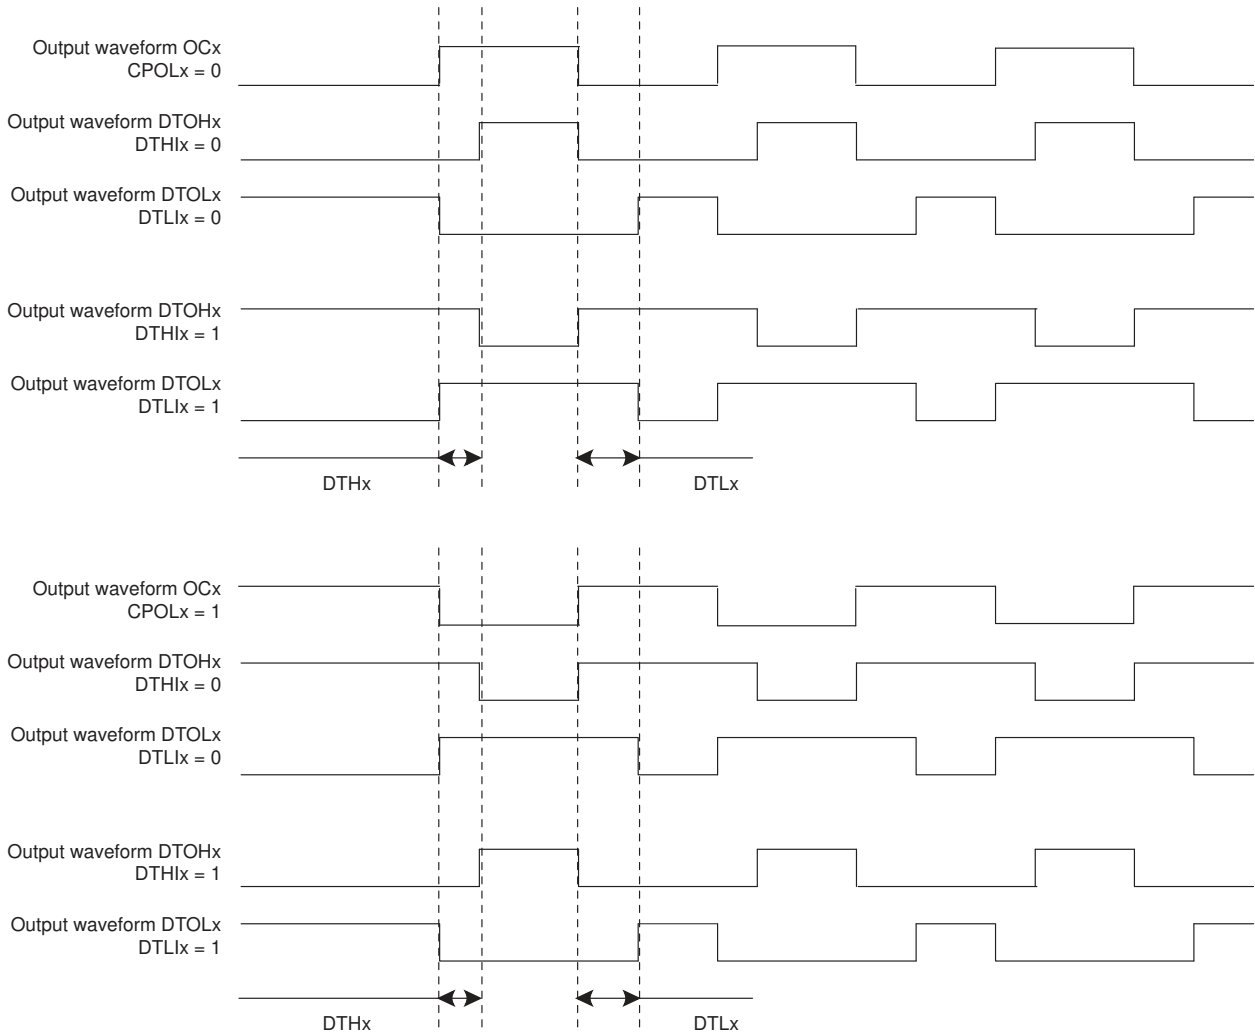 Output waveform OCx
CPOLx = 0
Output waveform DTOHx
DTHIx = 0
Output waveform DTOLx
DTLIx = 0
Output waveform DTOHx
DTHIx = 1
Output waveform DTOLx
DTLIx = 1
DTHx
DTLx
Output waveform OCx
CPOLx = 1
Output waveform DTOHx
DTHIx = 0
Output waveform DTOLx
DTLIx = 0
Output waveform DTOHx
DTHIx = 1
Output waveform DTOLx
DTLIx = 1
DTHx
DTLx